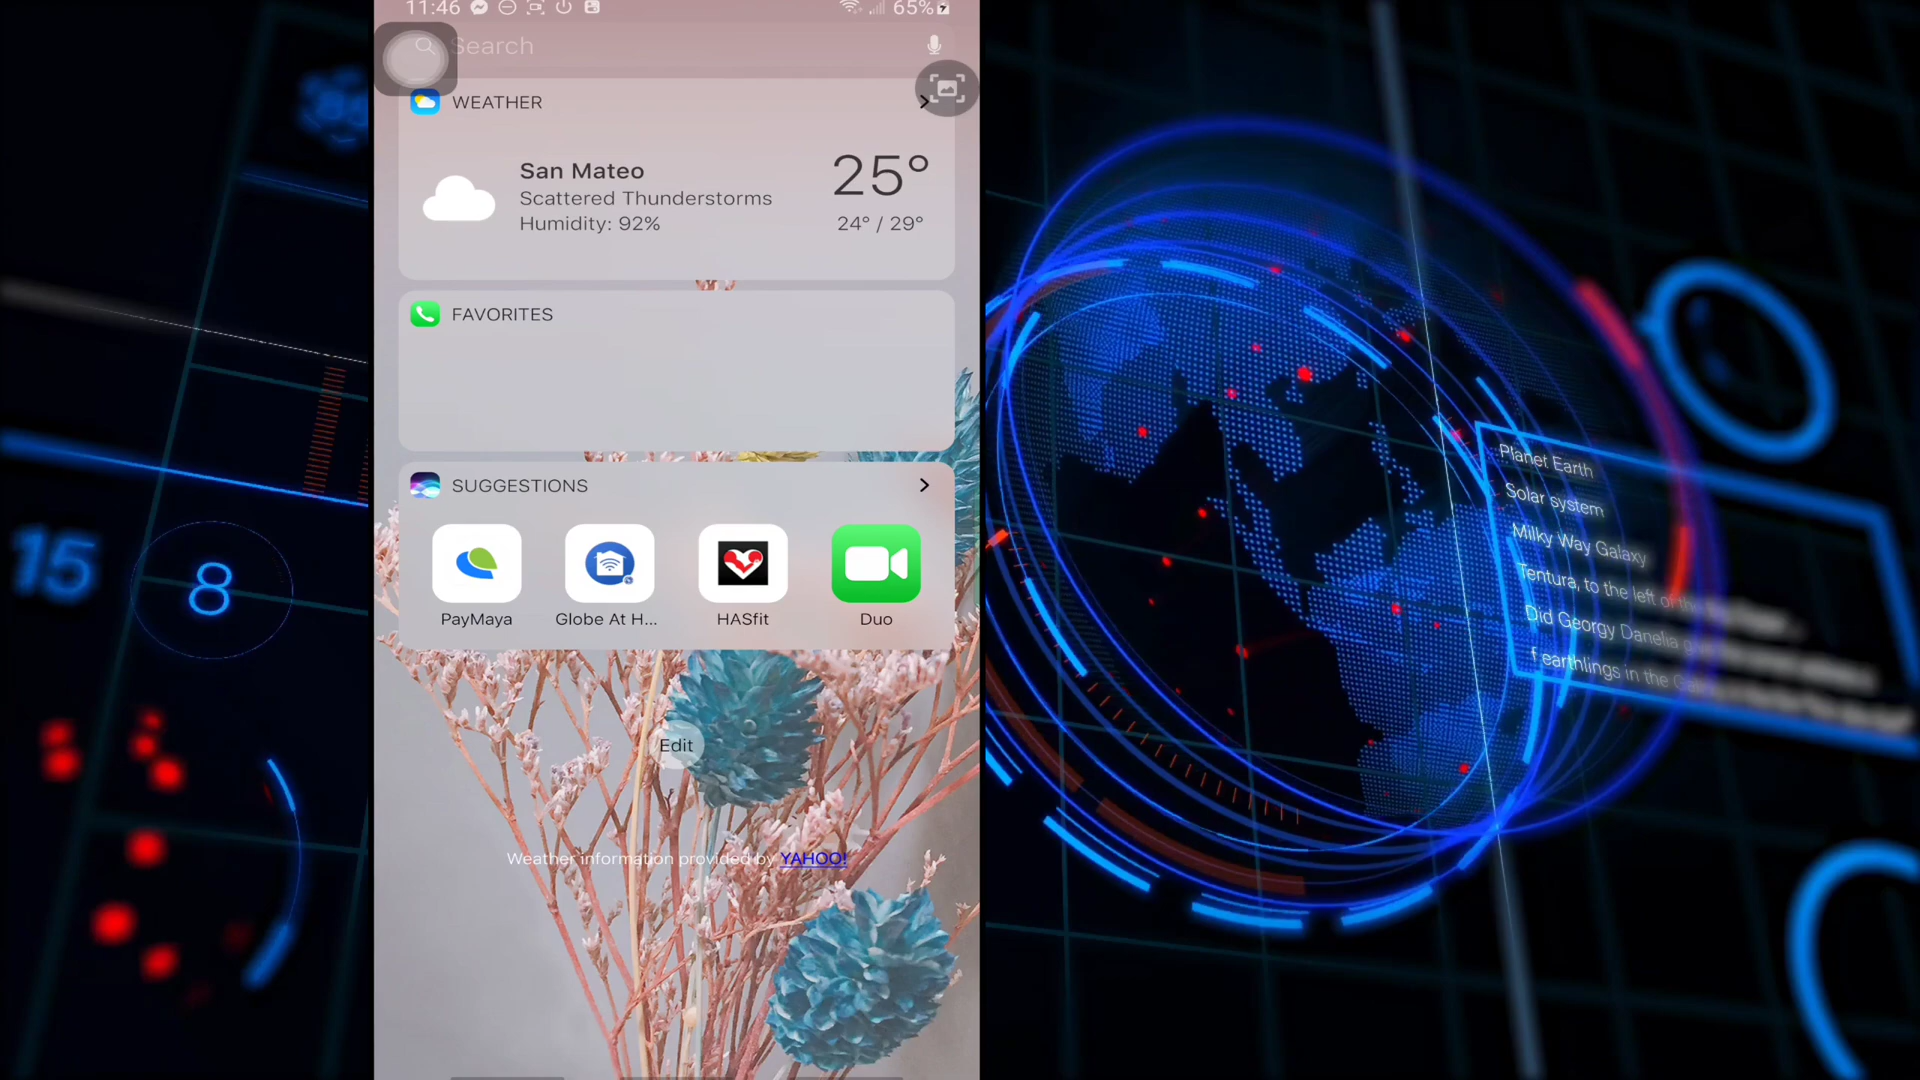 11:46
65%
Search
WEATHER
San Mateo
Scattered Thunderstorms
Humidity: 92%
25°
24° / 29°
FAVORITES
SUGGESTIONS
PayMaya
Globe At H...
HASfit
Duo
Edit
Weather information provided by YAHOO!
15
8
Planet Earth
Solar system
Milky Way Galaxy
Tentura, to the left of
Did Georgy Danelia
earthlings in the